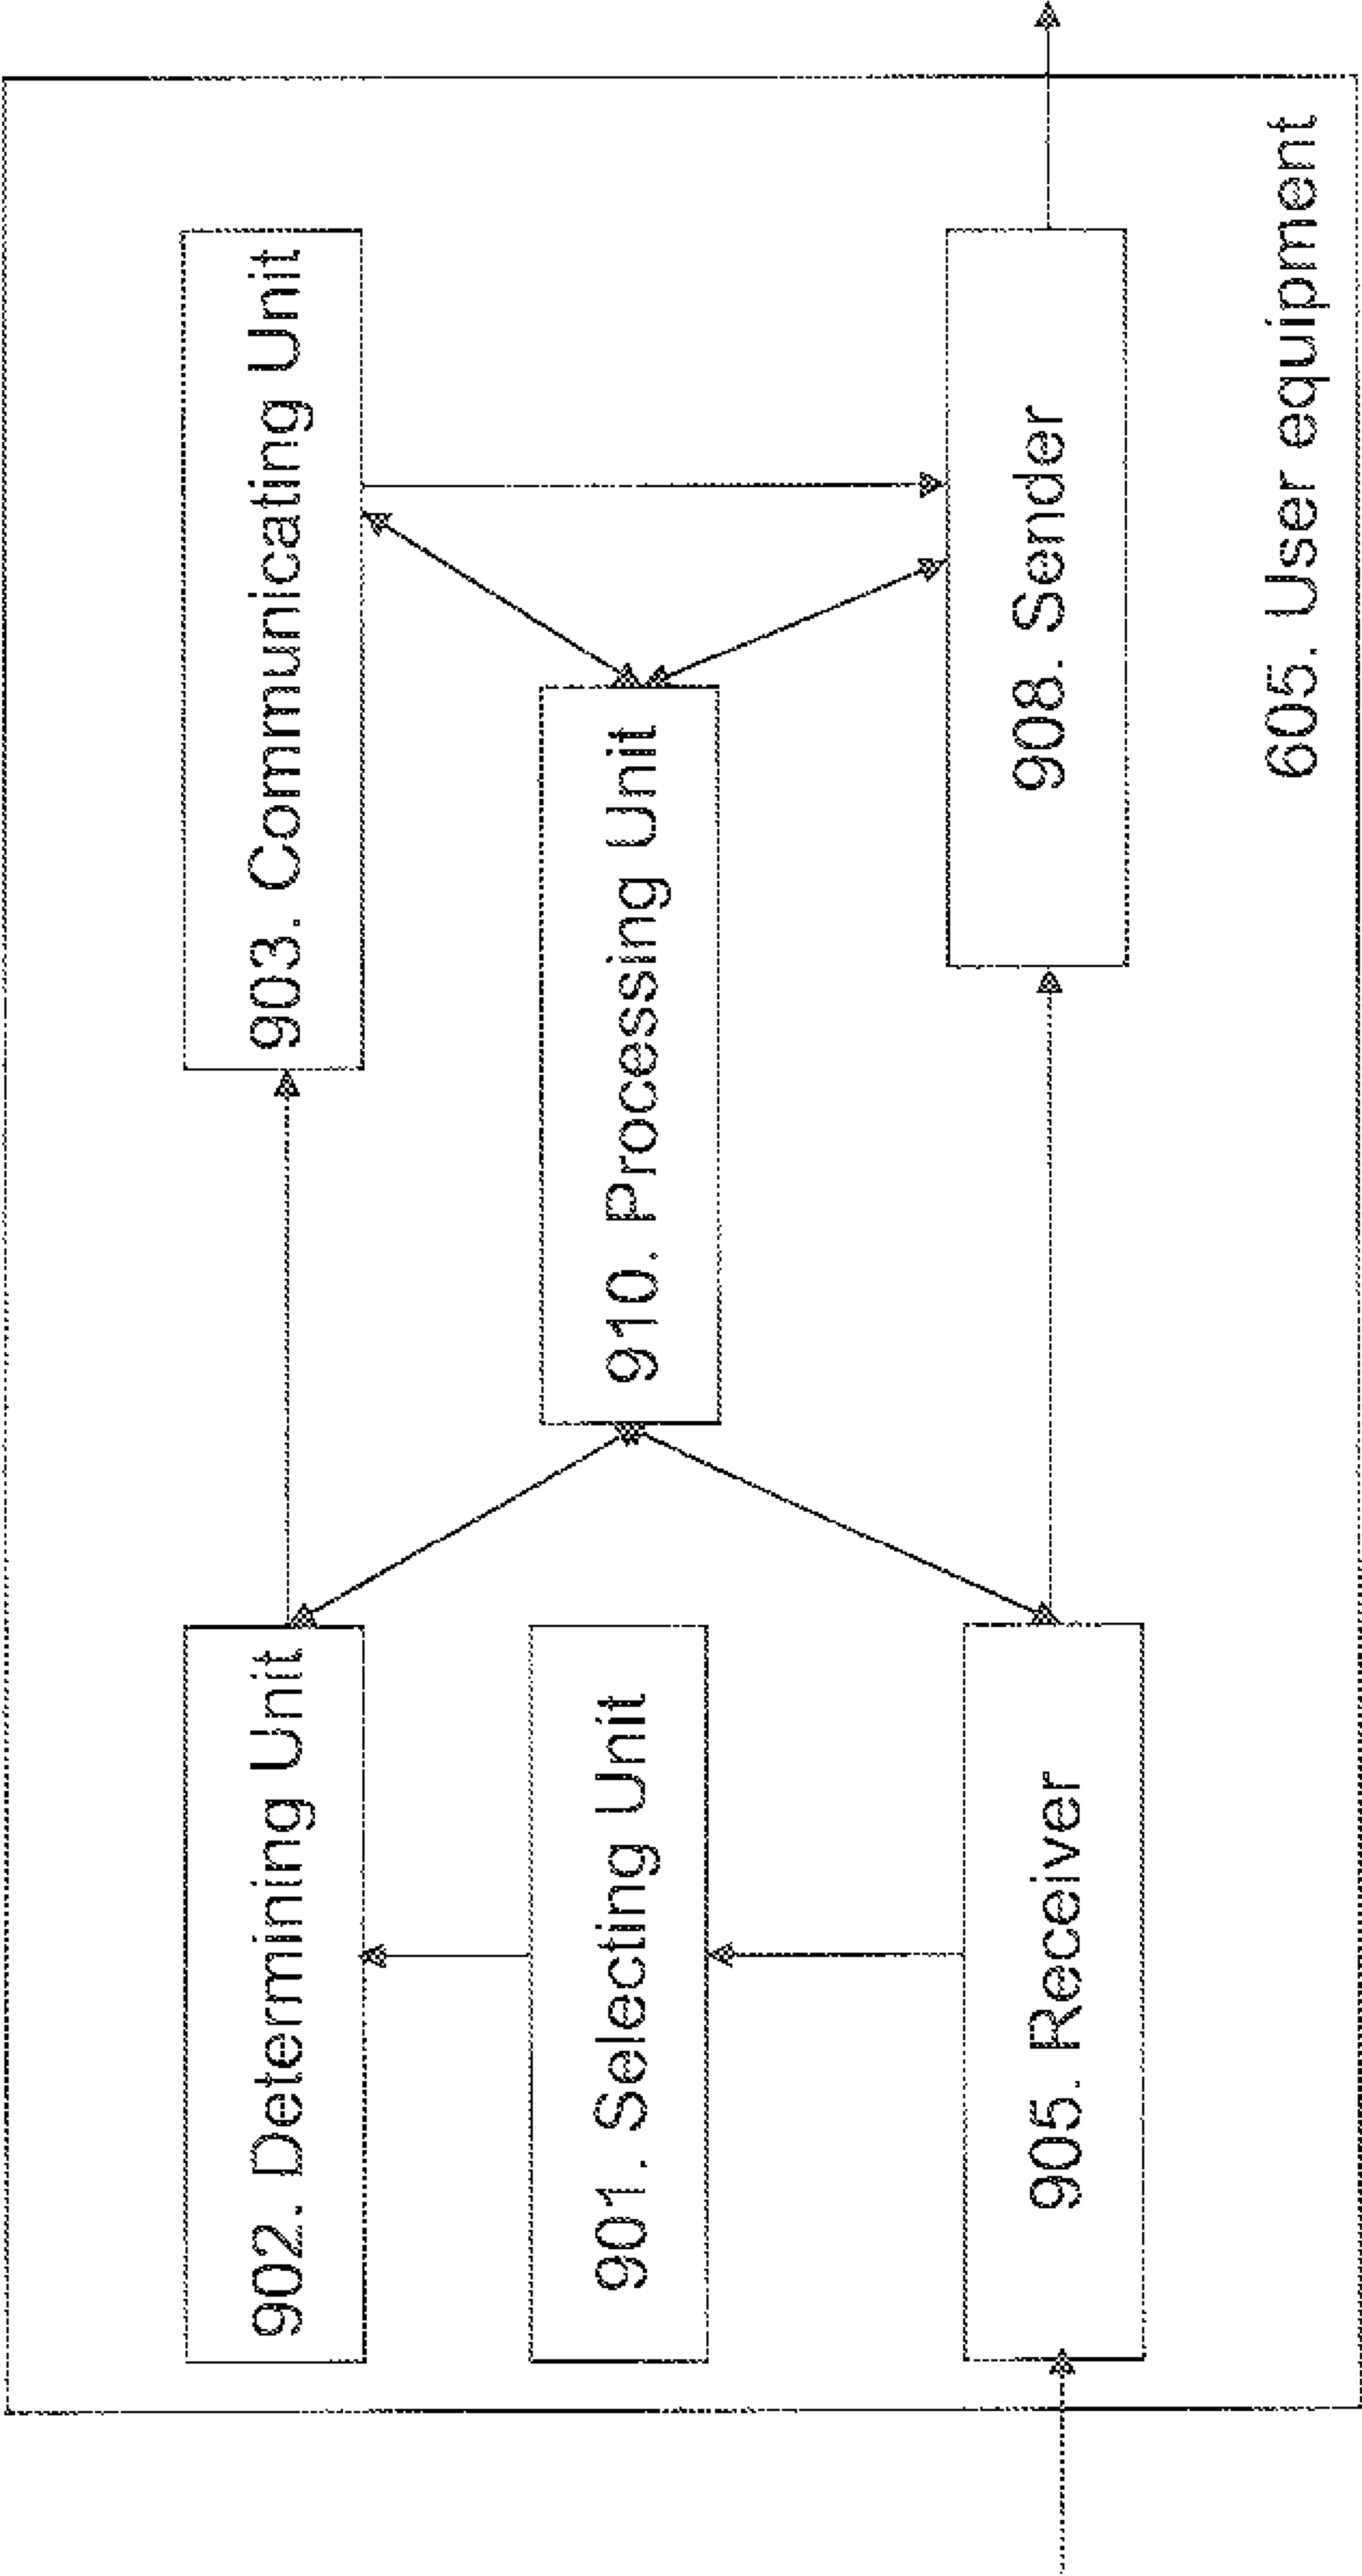 902. Determining Unit
903. Communicating Unit
901. Selecting Unit
910. Processing Unit
905. Receiver
908. Sender
605. User equipment